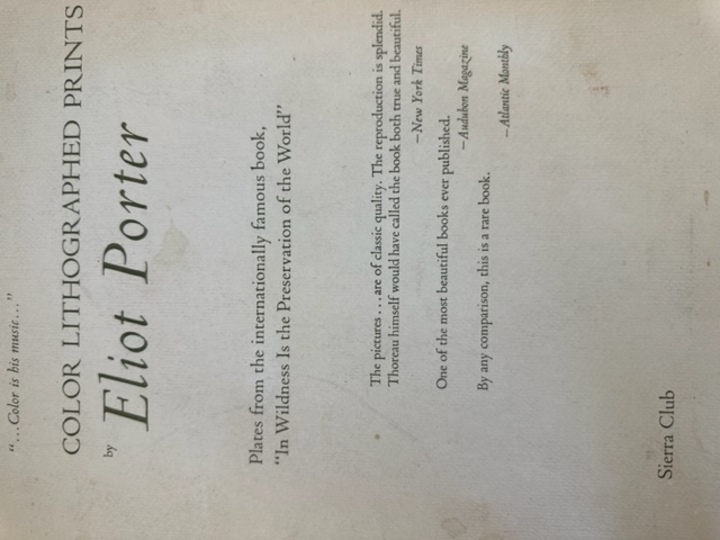 "...Color is his music..."
COLOR LITHOGRAPHED PRINTS
by
Eliot Porter
Plates from the internationally famous book,
"In Wildness Is the Preservation of the World"
The pictures...are of classic quality. The reproduction is splendid.
Thoreau himself would have called the book both true and beautiful.
—New York Times
One of the most beautiful books ever published.
—Audubon Magazine
By any comparison, this is a rare book.
—Atlantic Monthly
Sierra Club